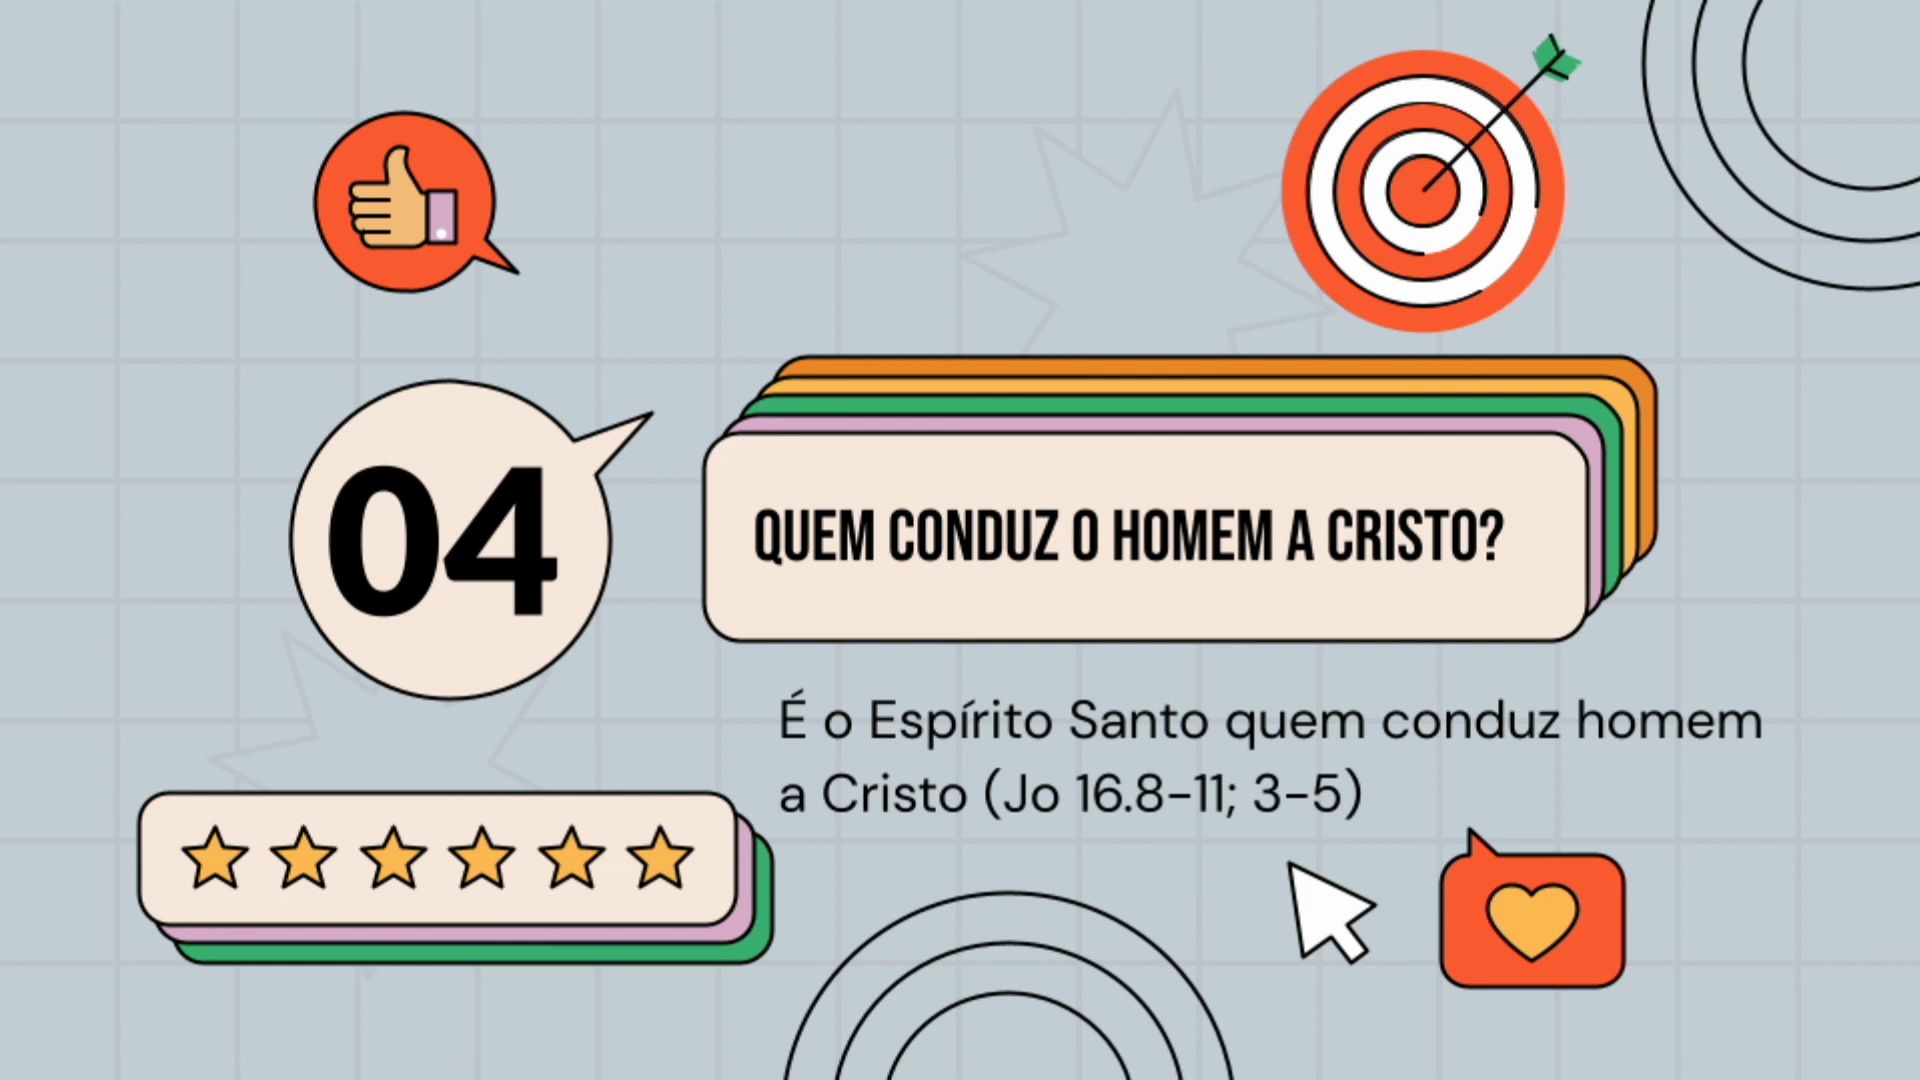 04
QUEM CONDUZ O HOMEM A CRISTO?
É o Espírito Santo quem conduz homem
a Cristo (Jo 16.8-11; 3-5)